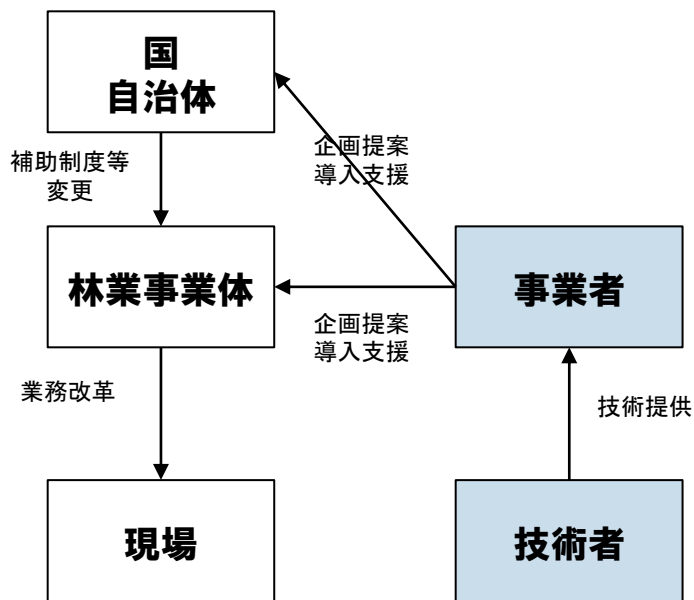 国
自治体
補助制度等
変更
企画提案
導入支援
林業事業体
事業者
企画提案
導入支援
業務改革
技術提供
現場
技術者